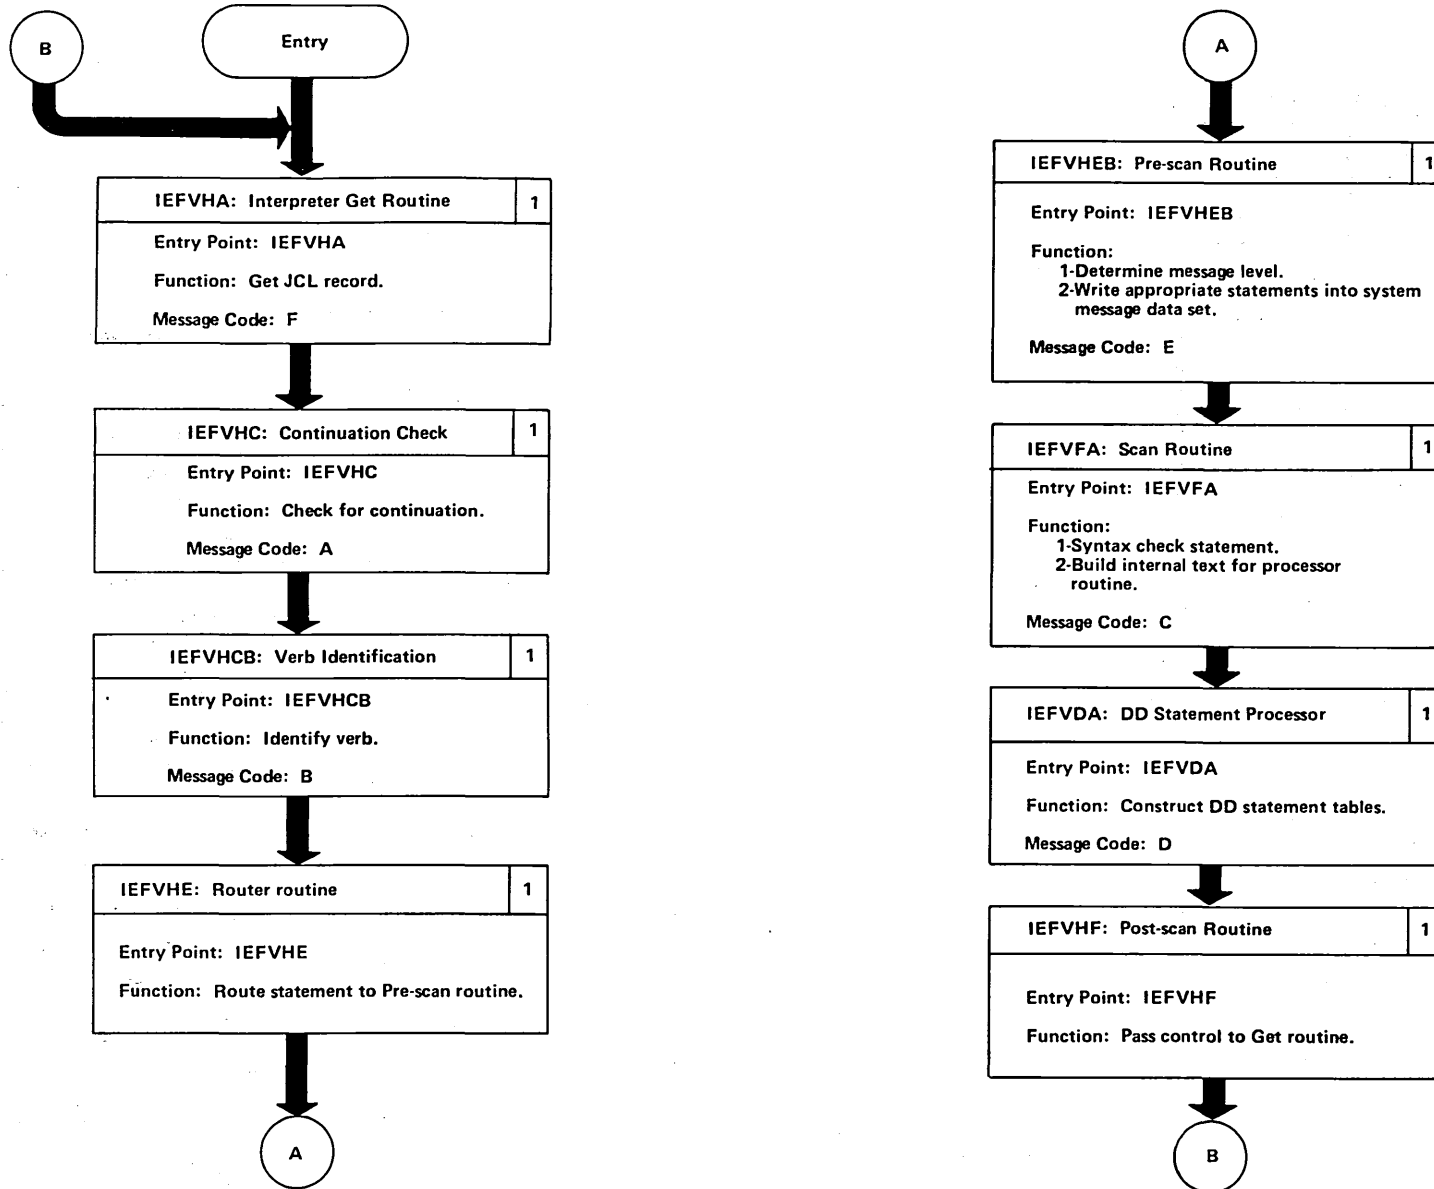 B
Entry
IEFVHA: Interpreter Get Routine 1
Entry Point: IEFVHA
Function: Get JCL record.
Message Code: F
IEFVHC: Continuation Check 1
Entry Point: IEFVHC
Function: Check for continuation.
Message Code: A
IEFVHCB: Verb Identification 1
Entry Point: IEFVHCB
Function: Identify verb.
Message Code: B
IEFVHE: Router routine 1
Entry Point: IEFVHE
Function: Route statement to Pre-scan routine.
A
A
IEFVHEB: Pre-scan Routine 1
Entry Point: IEFVHEB
Function:
1-Determine message level.
2-Write appropriate statements into system
message data set.
Message Code: E
IEFVFA: Scan Routine 1
Entry Point: IEFVFA
Function:
1-Syntax check statement.
2-Build internal text for processor
routine.
Message Code: C
IEFVDA: DD Statement Processor 1
Entry Point: IEFVDA
Function: Construct DD statement tables.
Message Code: D
IEFVHF: Post-scan Routine 1
Entry Point: IEFVHF
Function: Pass control to Get routine.
B